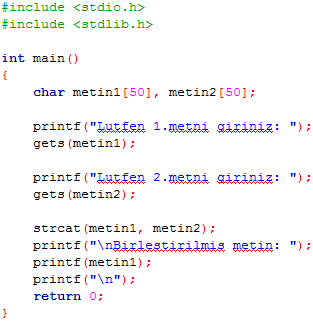 #include <stdio.h>
#include <stdlib.h>

int main()
{
    char metin1[50], metin2[50];

    printf("Lutfen 1.metni giriniz: ");
    gets(metin1);

    printf("Lutfen 2.metni giriniz: ");
    gets(metin2);

    strcat(metin1, metin2);
    printf("\nBirlestirilmis metin: ");
    printf(metin1);
    printf("\n");
    return 0;
}